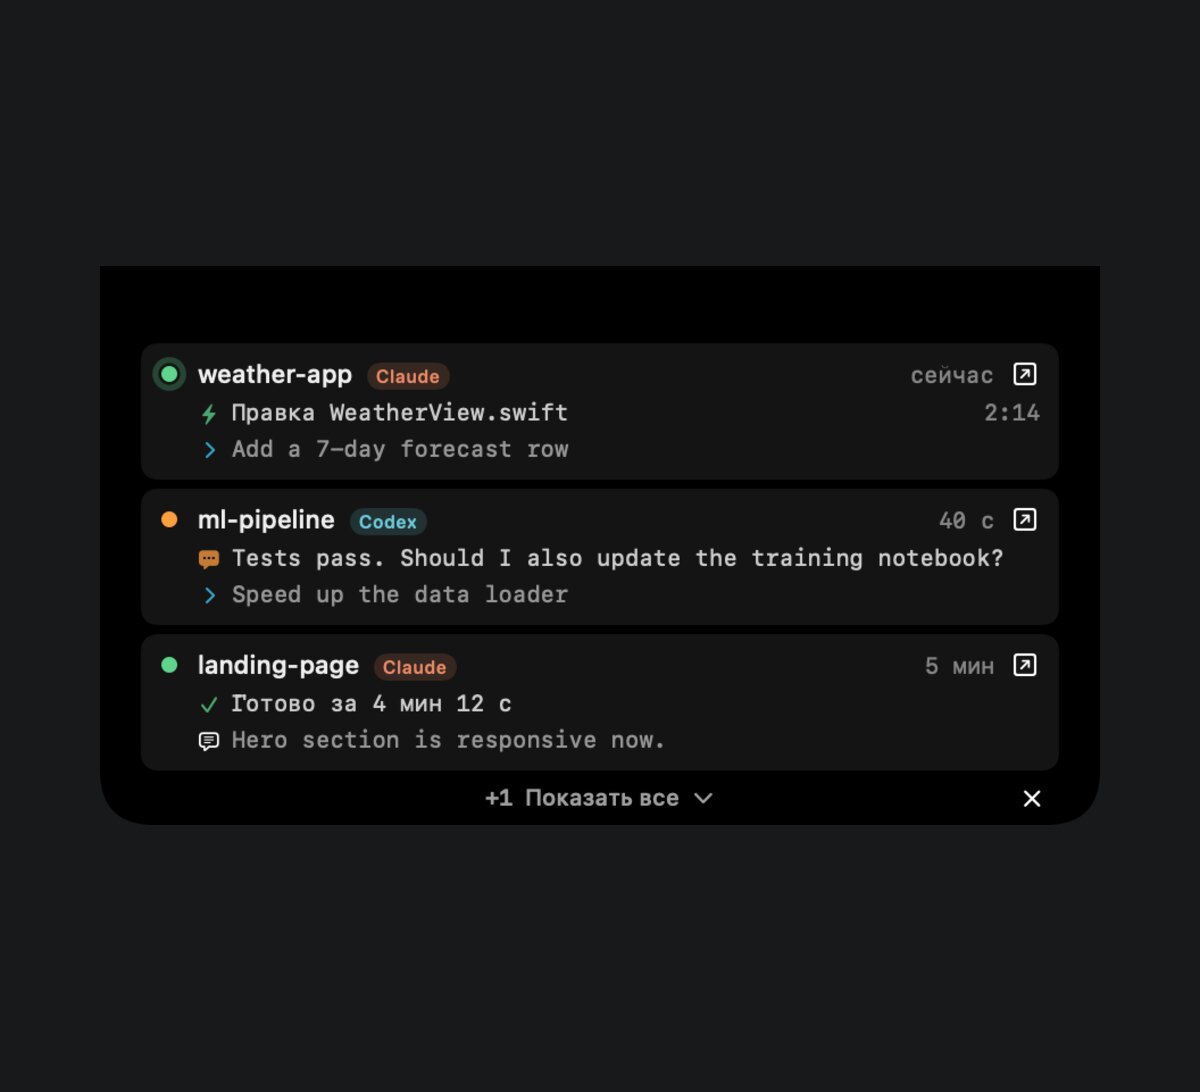 weather-app Claude сейчас
Правка WeatherView.swift 2:14
Add a 7-day forecast row
ml-pipeline Codex 40 с
Tests pass. Should I also update the training notebook?
Speed up the data loader
landing-page Claude 5 мин
Готово за 4 мин 12 с
Hero section is responsive now.
+1 Показать все